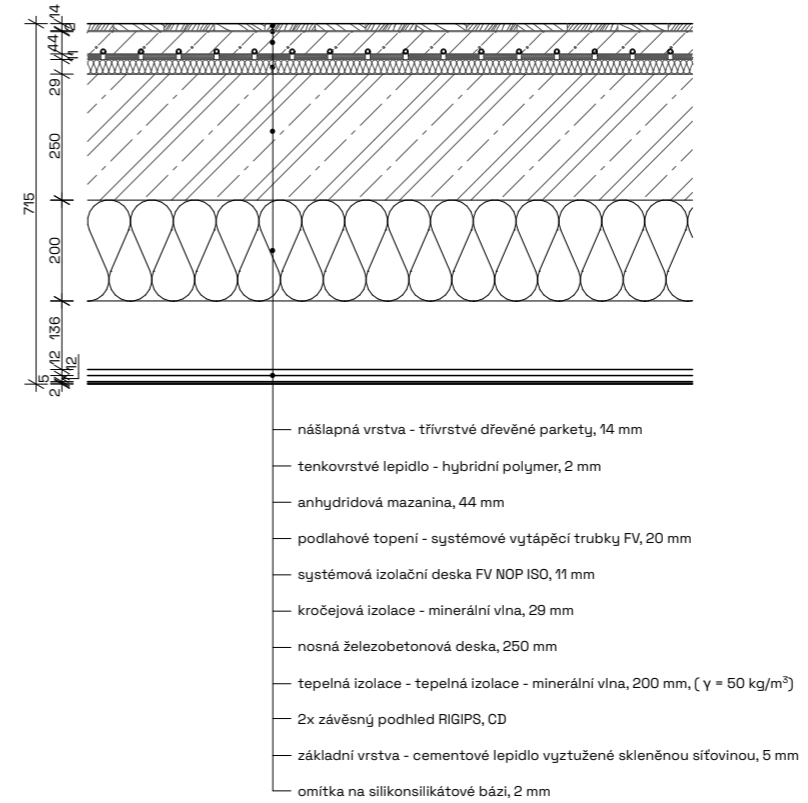 14
2
44
11
29
250
715
200
136
12
12
5
2
nášlapná vrstva - třívrstvé dřevěné parkety, 14 mm
tenkovrstvé lepidlo - hybridní polymer, 2 mm
anhydridová mazanina, 44 mm
podlahové topení - systémové vytápěcí trubky FV, 20 mm
systémová izolační deska FV NOP ISO, 11 mm
kročejová izolace - minerální vlna, 29 mm
nosná železobetonová deska, 250 mm
tepelná izolace - tepelná izolace - minerální vlna, 200 mm, ( γ = 50 kg/m³)
2x závěsný podhled RIGIPS, CD
základní vrstva - cementové lepidlo vyztužené skleněnou síťovinou, 5 mm
omítka na silikonsilikátové bázi, 2 mm